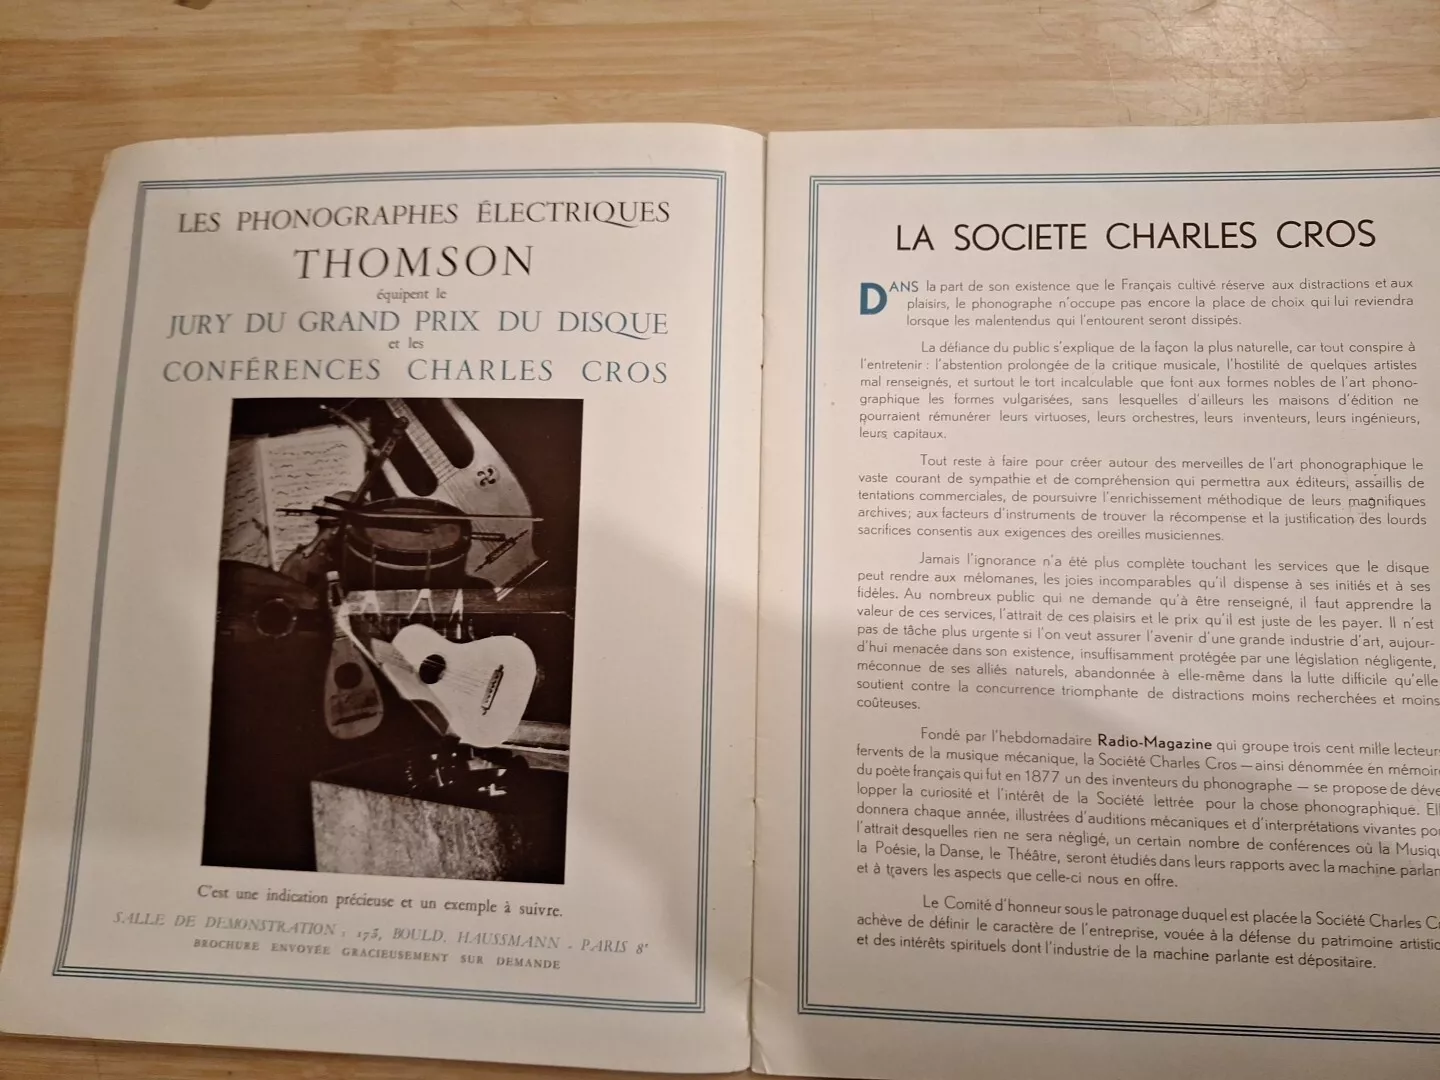 LES PHONOGRAPHES ÉLECTRIQUES
THOMSON
équipent le
JURY DU GRAND PRIX DU DISQUE
et les
CONFÉRENCES CHARLES CROS
C'est une indication précieuse et un exemple à suivre.
SALLE DE DEMONSTRATION : 173, BOULD. HAUSSMANN - PARIS 8e
BROCHURE ENVOYÉE GRACIEUSEMENT SUR DEMANDE
LA SOCIETE CHARLES CROS
DANS la part de son existence que le Français cultivé réserve aux distractions et aux
plaisirs, le phonographe n'occupe pas encore la place de choix qui lui reviendra
lorsque les malentendus qui l'entourent seront dissipés.
La défiance du public s'explique de la façon la plus naturelle, car tout conspire à
l'entretenir : l'abstention prolongée de la critique musicale, l'hostilité de quelques artistes
mal renseignés, et surtout le tort incalculable que font aux formes nobles de l'art phono-
graphique les formes vulgarisées, sans lesquelles d'ailleurs les maisons d'édition ne
pourraient rémunérer leurs virtuoses, leurs orchestres, leurs inventeurs, leurs ingénieurs,
leurs capitaux.
Tout reste à faire pour créer autour des merveilles de l'art phonographique le
vaste courant de sympathie et de compréhension qui permettra aux éditeurs, assaillis de
tentations commerciales, de poursuivre l'enrichissement méthodique de leurs magnifiques
archives; aux facteurs d'instruments de trouver la récompense et la justification des lourds
sacrifices consentis aux exigences des oreilles musiciennes.
Jamais l'ignorance n'a été plus complète touchant les services que le disque
peut rendre aux mélomanes, les joies incomparables qu'il dispense à ses initiés et à ses
fidèles. Au nombreux public qui ne demande qu'à être renseigné, il faut apprendre la
valeur de ces services, l'attrait de ces plaisirs et le prix qu'il est juste de les payer. Il n'est
pas de tâche plus urgente si l'on veut assurer l'avenir d'une grande industrie d'art, aujour-
d'hui menacée dans son existence, insuffisamment protégée par une législation négligente,
méconnue de ses alliés naturels, abandonnée à elle-même dans la lutte difficile qu'elle
soutient contre la concurrence triomphante de distractions moins recherchées et moins
coûteuses.
Fondé par l'hebdomadaire Radio-Magazine qui groupe trois cent mille lecteur
fervents de la musique mécanique, la Société Charles Cros — ainsi dénommée en mémoir
du poète français qui fut en 1877 un des inventeurs du phonographe — se propose de déve
lopper la curiosité et l'intérêt de la Société lettrée pour la chose phonographique. Ell
donnera chaque année, illustrées d'auditions mécaniques et d'interprétations vivantes po
l'attrait desquelles rien ne sera négligé, un certain nombre de conférences où la Musiqu
la Poésie, la Danse, le Théâtre, seront étudiés dans leurs rapports avec la machine parlan
et à travers les aspects que celle-ci nous en offre.
Le Comité d'honneur sous le patronage duquel est placée la Société Charles C
achève de définir le caractère de l'entreprise, vouée à la défense du patrimoine artistic
et des intérêts spirituels dont l'industrie de la machine parlante est dépositaire.